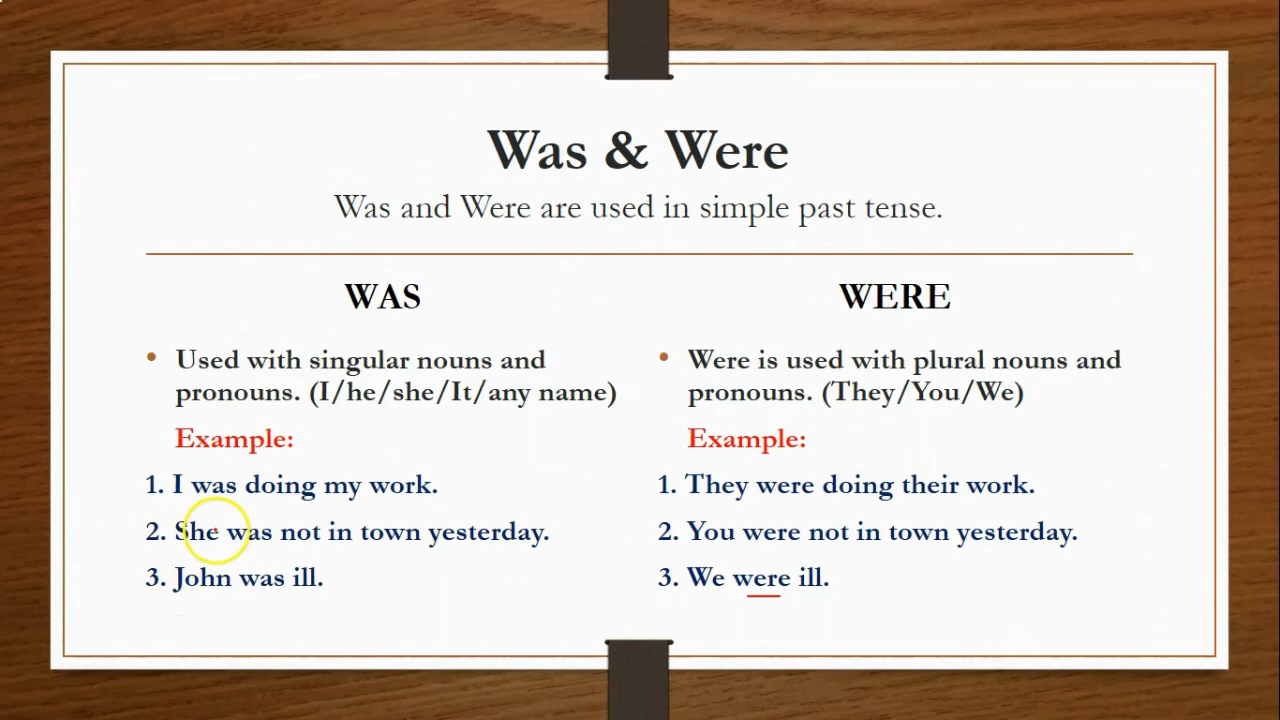 Was & Were
Was and Were are used in simple past tense.
WAS
• Used with singular nouns and
pronouns. (I/he/she/It/any name)
Example:
1. I was doing my work.
2. She was not in town yesterday.
3. John was ill.
WERE
• Were is used with plural nouns and
pronouns. (They/You/We)
Example:
1. They were doing their work.
2. You were not in town yesterday.
3. We were ill.